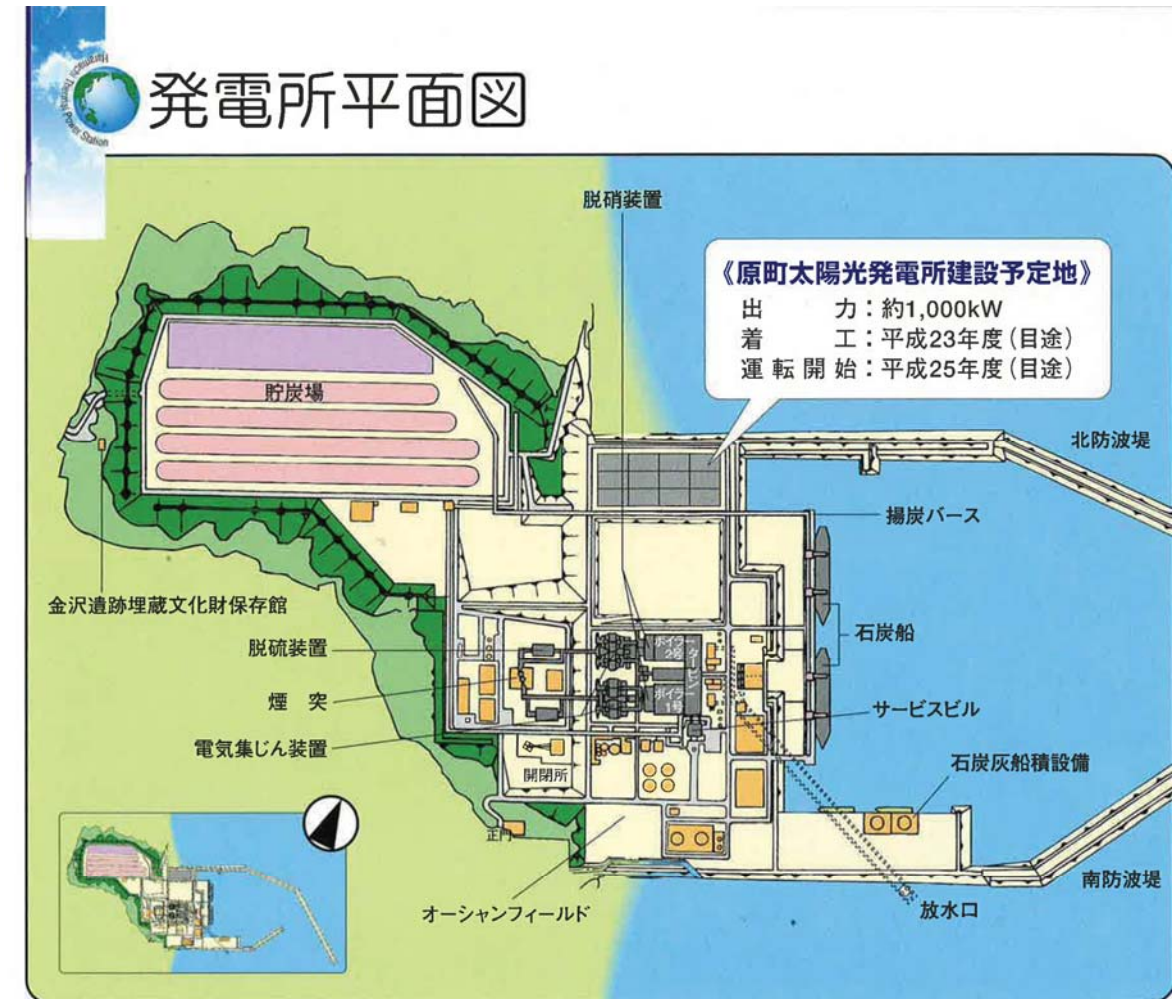 Haramachi Thermal Power Station
発電所平面図
脱硝装置
《原町太陽光発電所建設予定地》
出 力：約1,000kW
着 工：平成23年度（目途）
運転開始：平成25年度（目途）
貯炭場
北防波堤
揚炭バース
金沢遺跡埋蔵文化財保存館
石炭船
脱硫装置
ボイラー
2号
タービン
ボイラー
1号
煙 突
サービスビル
電気集じん装置
石炭灰船積設備
開閉所
正門
南防波堤
オーシャンフィールド
放水口